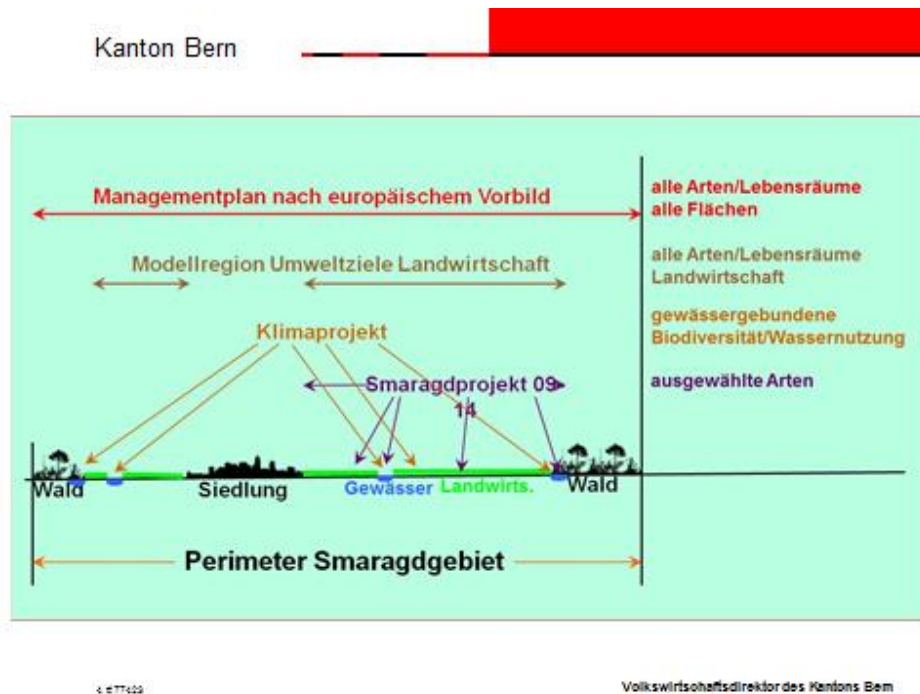 Kanton Bern
Managementplan nach europäischem Vorbild
alle Arten/Lebensräume
alle Flächen
Modellregion Umweltziele Landwirtschaft
alle Arten/Lebensräume
Landwirtschaft
Klimaprojekt
gewässergebundene
Biodiversität/Wassernutzung
Smaragdprojekt 09
14
ausgewählte Arten
Wald
Siedlung
Gewässer
Landwirts.
Wald
Perimeter Smaragdgebiet
Volkswirtschaftsdirektor des Kantons Bern